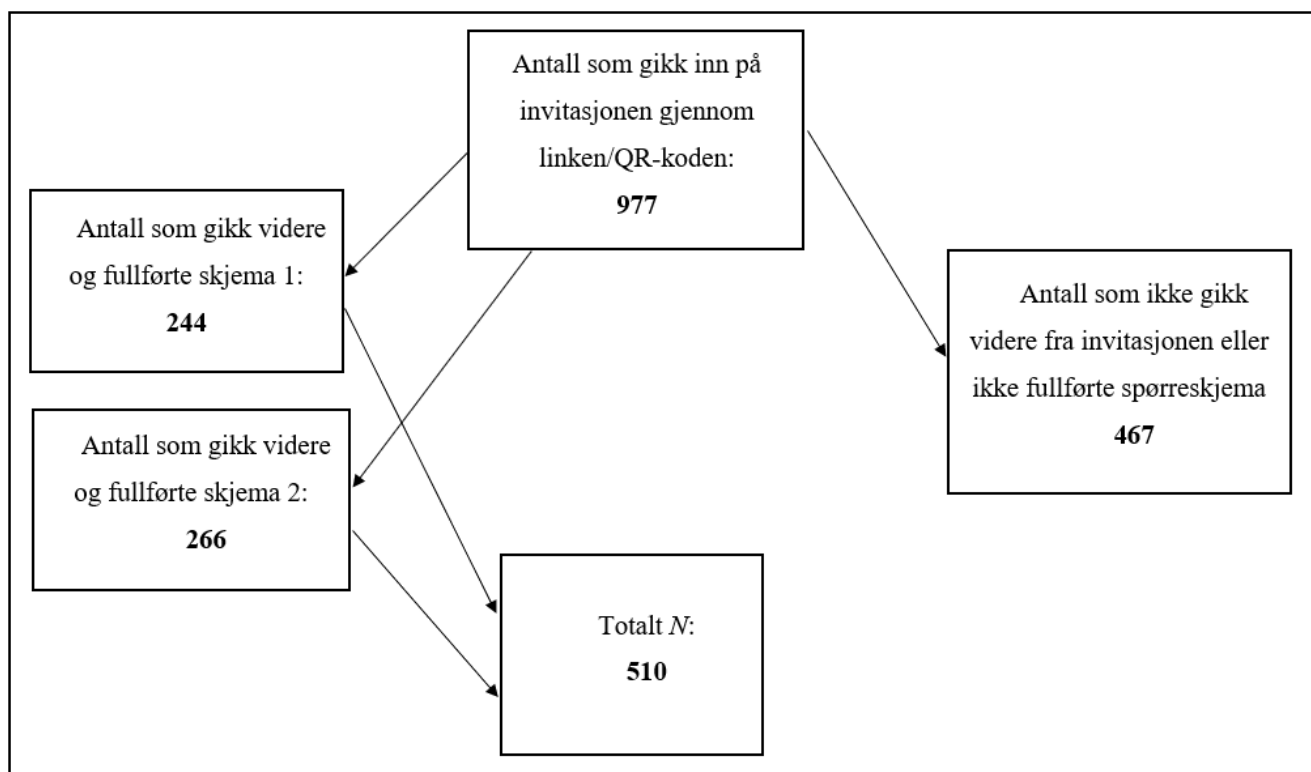 Antall som gikk inn på
invitasjonen gjennom
linken/QR-koden:
977
Antall som gikk videre
og fullførte skjema 1:
244
Antall som ikke gikk
videre fra invitasjonen eller
ikke fullførte spørreskjema
467
Antall som gikk videre
og fullførte skjema 2:
266
Totalt N:
510